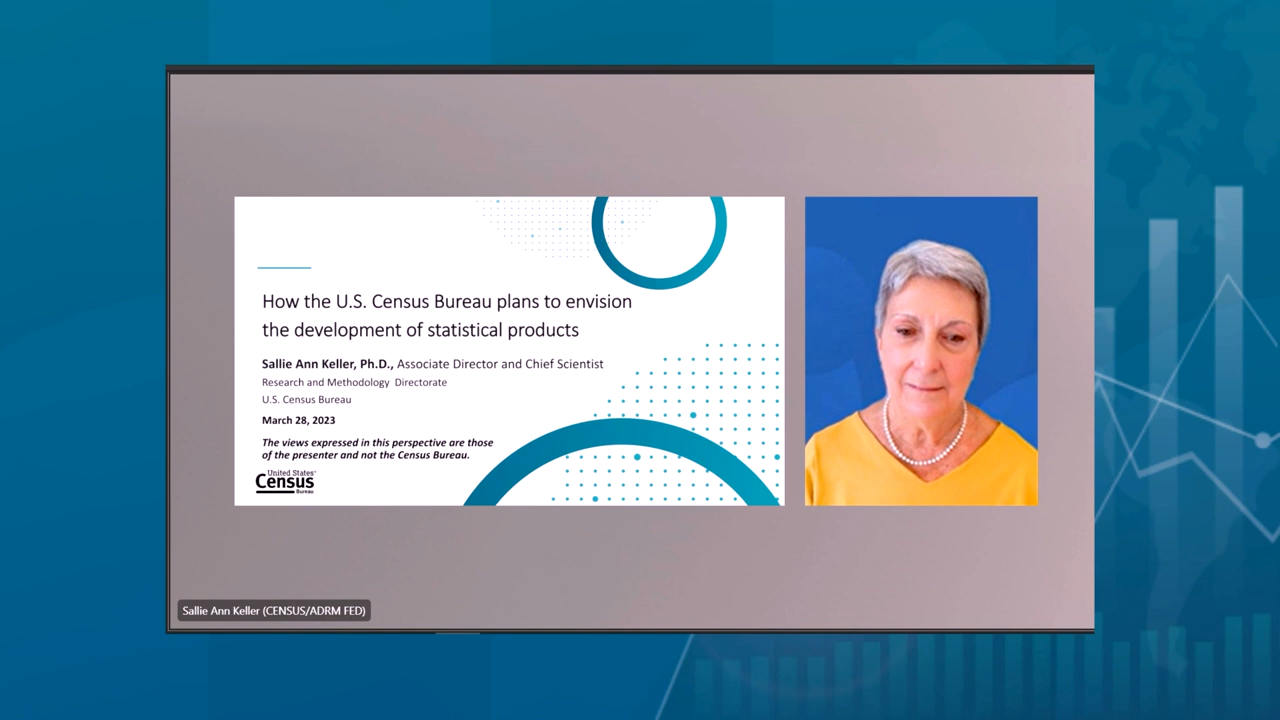 How the U.S. Census Bureau plans to envision
the development of statistical products
Sallie Ann Keller, Ph.D., Associate Director and Chief Scientist
Research and Methodology Directorate
U.S. Census Bureau
March 28, 2023
The views expressed in this perspective are those
of the presenter and not the Census Bureau.
United States™
Census
Bureau
Sallie Ann Keller (CENSUS/ADRM FED)